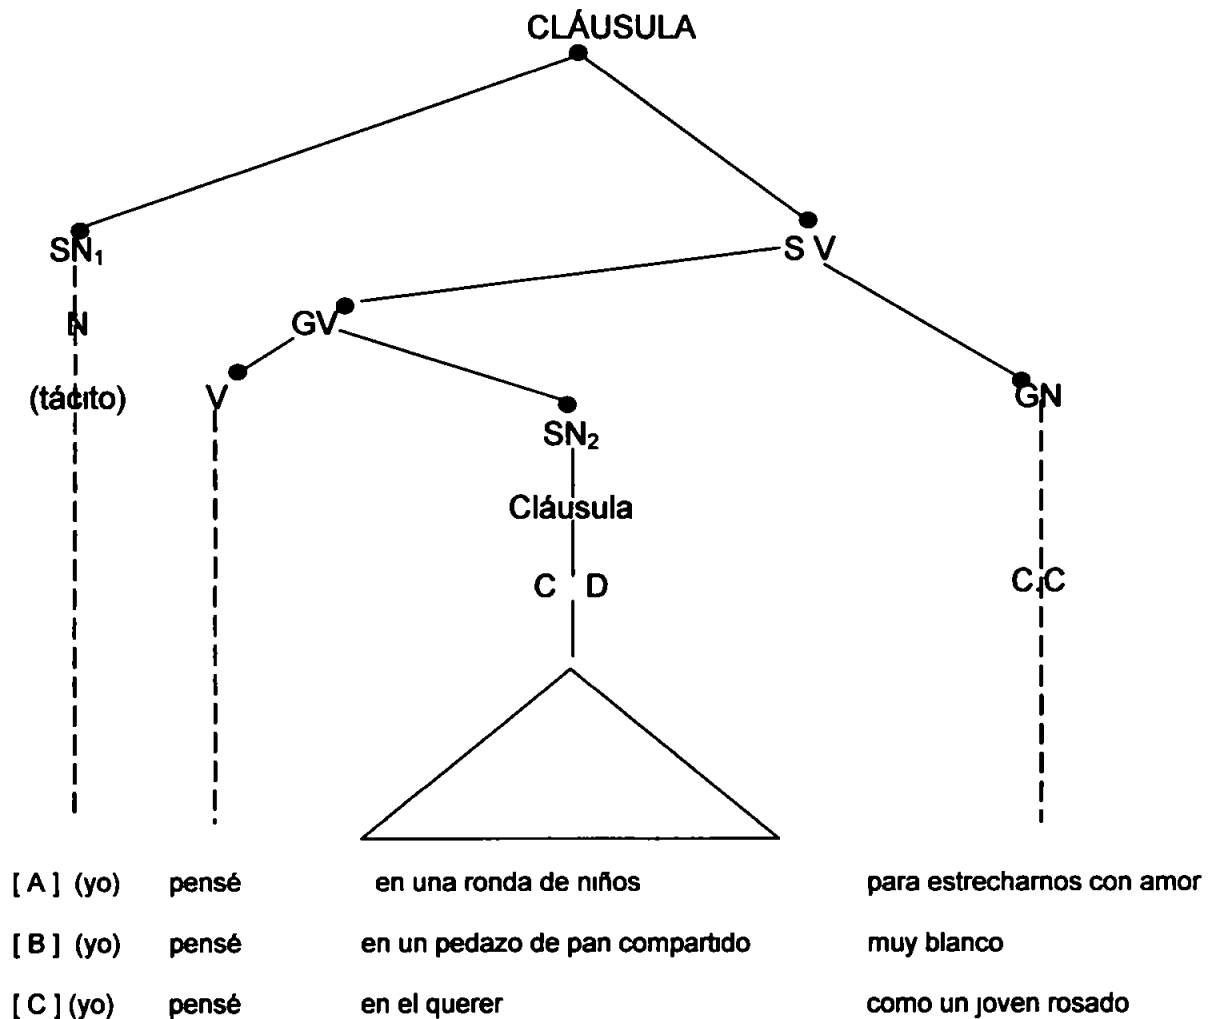 CLÁUSULA
SN₁
S V
N
GV
(tácito)
V
GN
SN₂
Cláusula
C D
C.C
[ A ] (yo) pensé en una ronda de niños para estrecharnos con amor
[ B ] (yo) pensé en un pedazo de pan compartido muy blanco
[ C ] (yo) pensé en el querer como un joven rosado